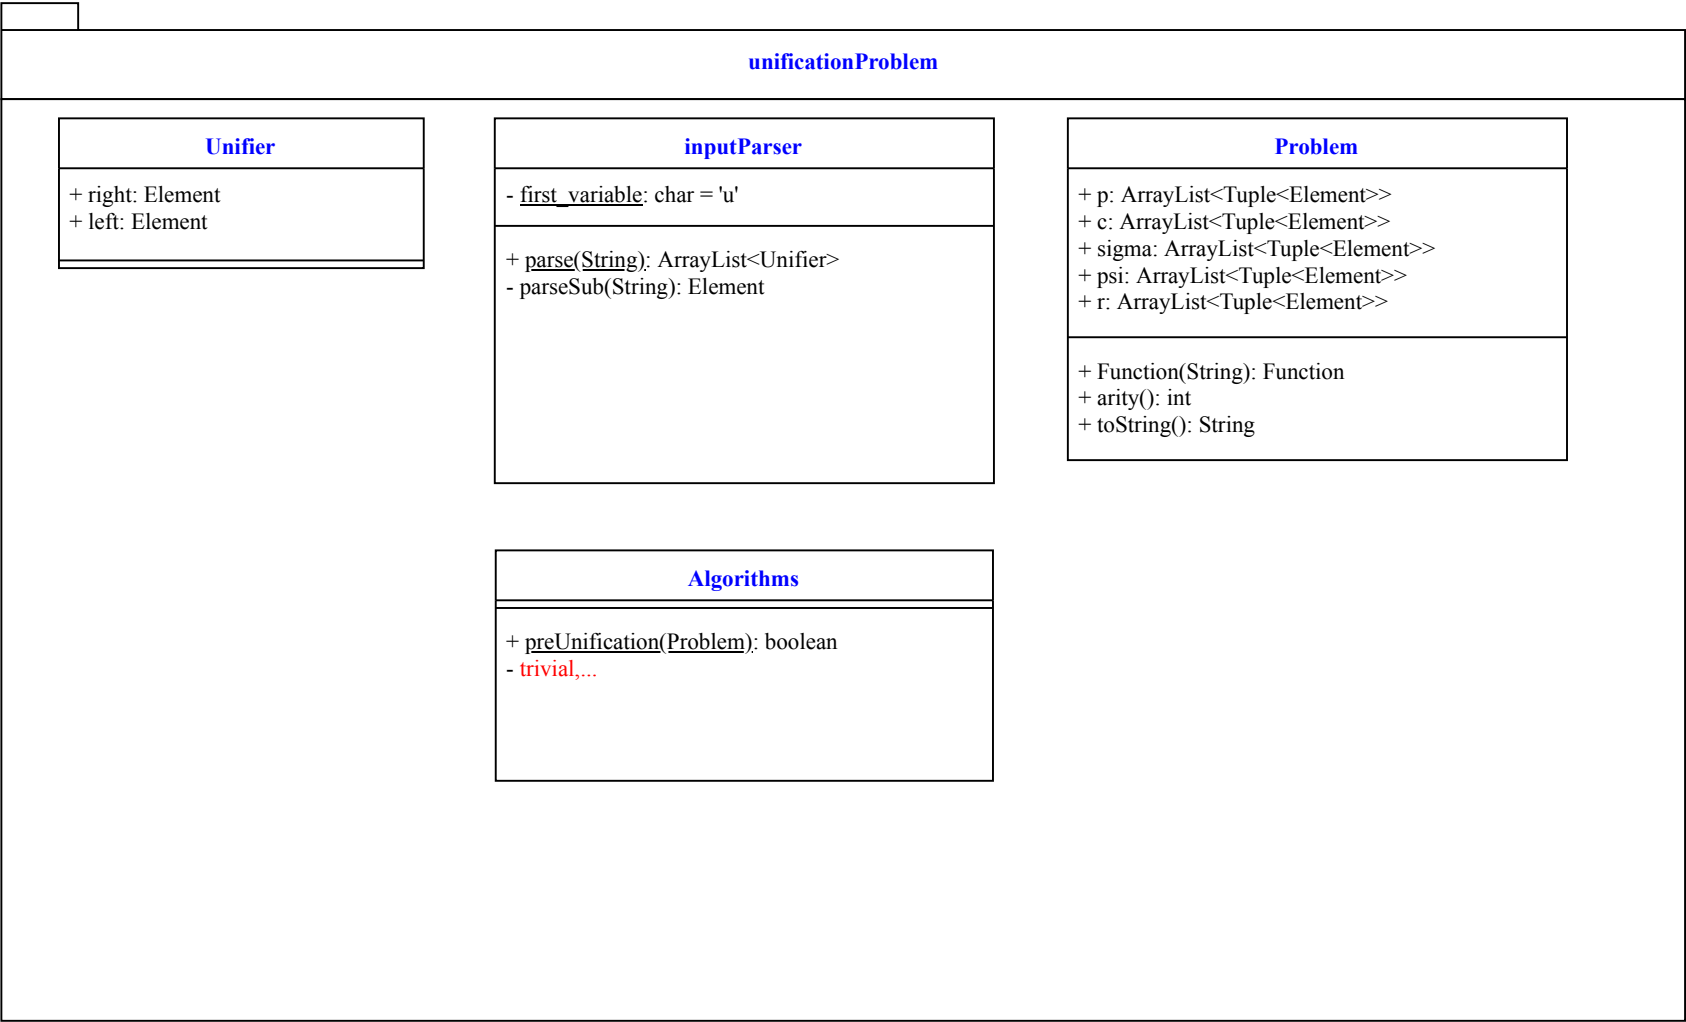 unificationProblem
Unifier
+ right: Element
+ left: Element
inputParser
- first_variable: char = 'u'
+ parse(String): ArrayList<Unifier>
- parseSub(String): Element
Problem
+ p: ArrayList<Tuple<Element>>
+ c: ArrayList<Tuple<Element>>
+ sigma: ArrayList<Tuple<Element>>
+ psi: ArrayList<Tuple<Element>>
+ r: ArrayList<Tuple<Element>>
+ Function(String): Function
+ arity(): int
+ toString(): String
Algorithms
+ preUnification(Problem): boolean
- trivial,...